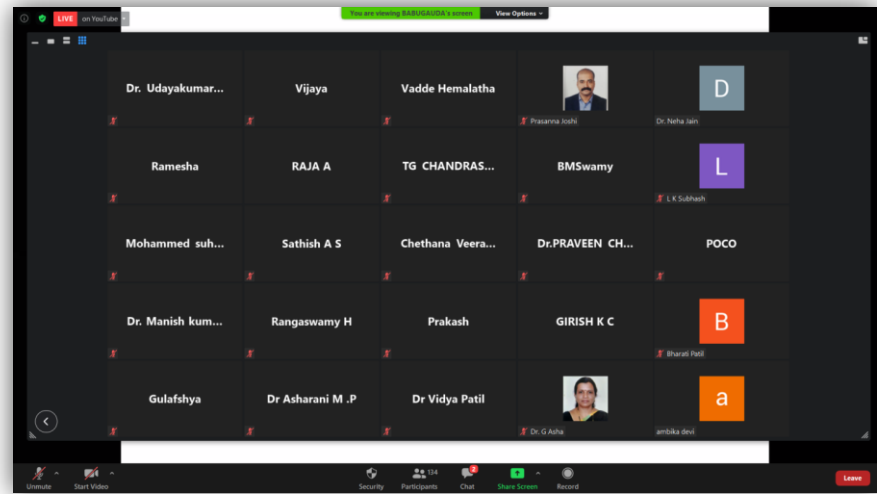 LIVE on YouTube
You are viewing BABUGAUDA's screen View Options
Dr. Udayakumar... Vijaya Vadde Hemalatha Prasanna Joshi D Dr. Neha Jain
Ramesha RAJA A TG CHANDRAS... BMSwamy L L K Subhash
Mohammed suh... Sathish A S Chethana Veera... Dr.PRAVEEN CH... POCO
Dr. Manish kum... Rangaswamy H Prakash GIRISH K C B Bharati Patil
Gulafshya Dr Asharani M .P Dr Vidya Patil Dr. G Asha a ambika devi
Unmute Start Video Security Participants 134 Chat 2 Share Screen Record Leave